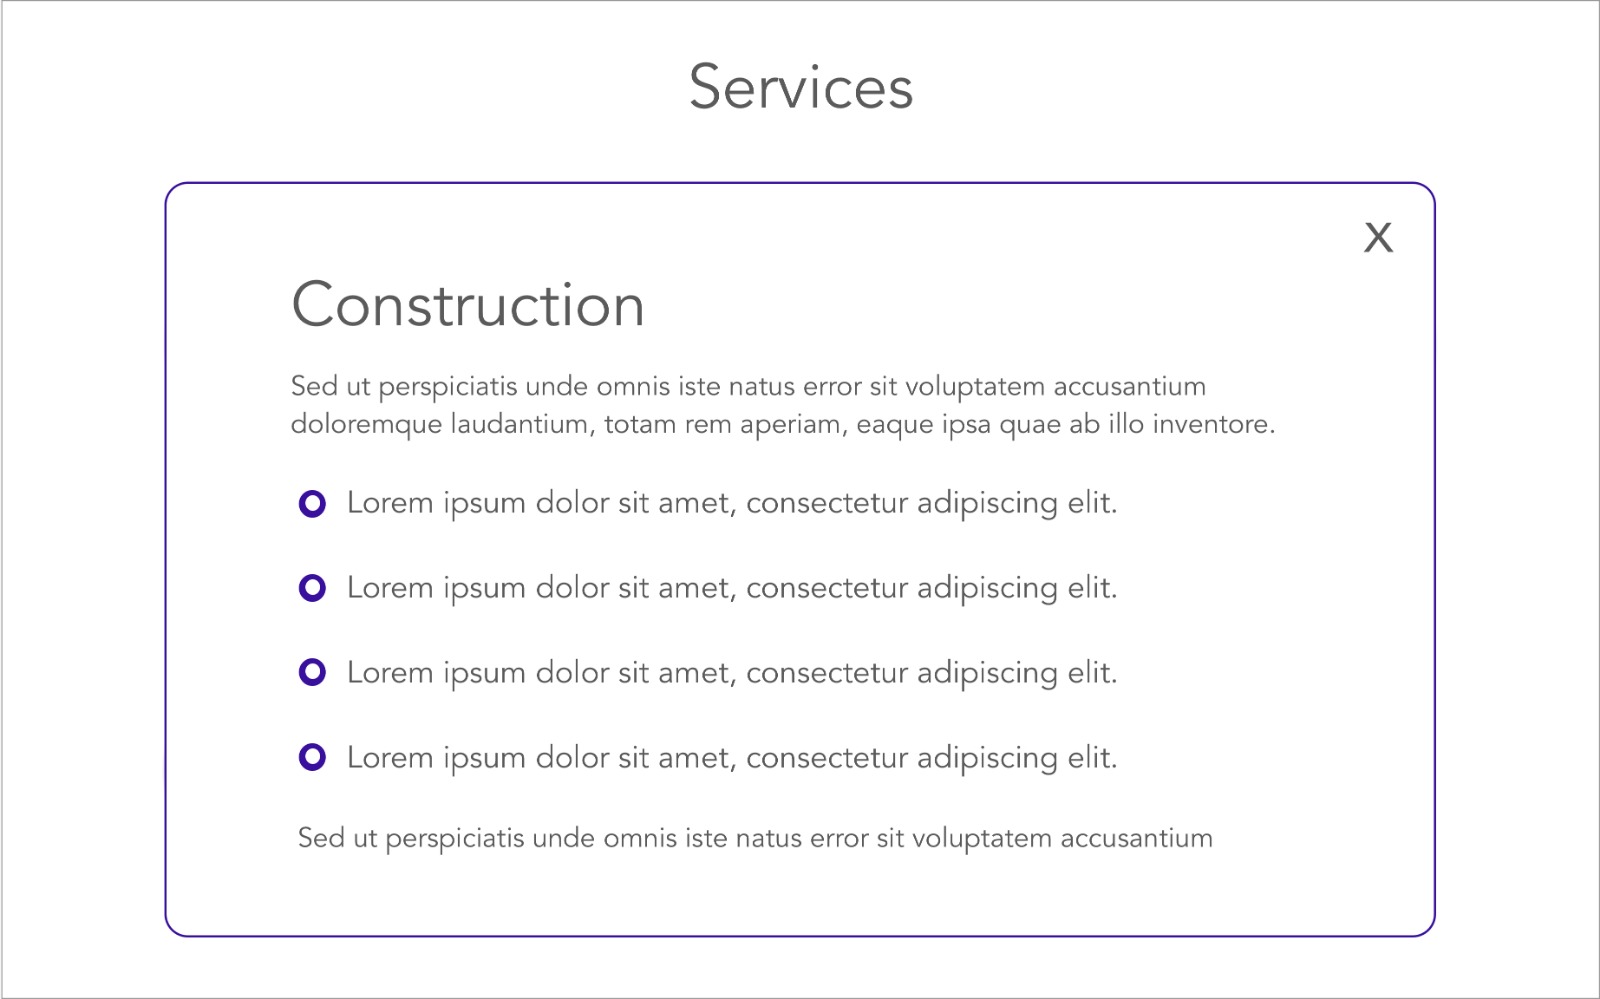 Services
X
Construction
Sed ut perspiciatis unde omnis iste natus error sit voluptatem accusantium
doloremque laudantium, totam rem aperiam, eaque ipsa quae ab illo inventore.
Lorem ipsum dolor sit amet, consectetur adipiscing elit.
Lorem ipsum dolor sit amet, consectetur adipiscing elit.
Lorem ipsum dolor sit amet, consectetur adipiscing elit.
Lorem ipsum dolor sit amet, consectetur adipiscing elit.
Sed ut perspiciatis unde omnis iste natus error sit voluptatem accusantium